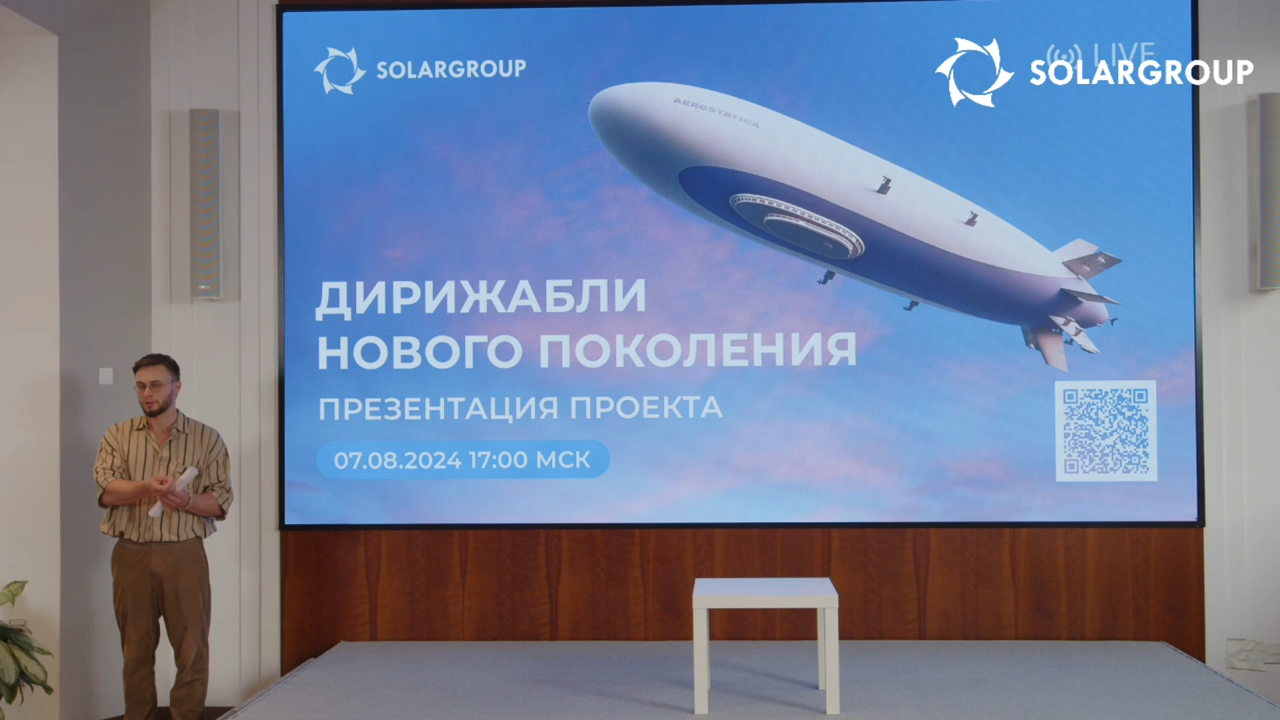 SOLARGROUP
LIVE
SOLARGROUP
AEROSTATICA
ДИРИЖАБЛИ
НОВОГО ПОКОЛЕНИЯ
ПРЕЗЕНТАЦИЯ ПРОЕКТА
07.08.2024 17:00 МСК